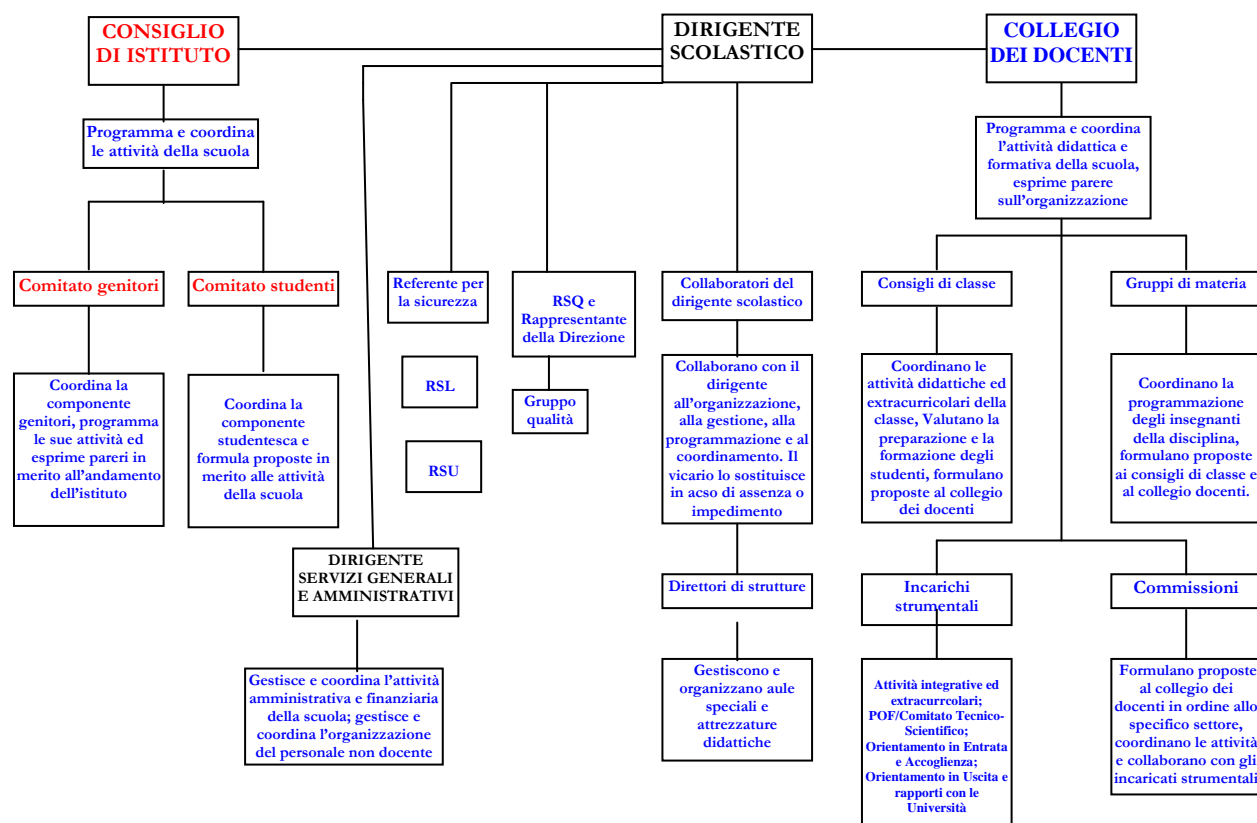 CONSIGLIO
DI ISTITUTO
DIRIGENTE
SCOLASTICO
COLLEGIO
DEI DOCENTI
Programma e coordina
le attività della scuola
Programma e coordina
l'attività didattica e
formativa della scuola,
esprime parere
sull'organizzazione
Comitato genitori
Comitato studenti
Referente per
la sicurezza
RSQ e
Rappresentante
della Direzione
Collaboratori del
dirigente scolastico
Consigli di classe
Gruppi di materia
Coordina la
componente
genitori, programma
le sue attività ed
esprime pareri in
merito all'andamento
dell'istituto
Coordina la
componente
studentesca e
formula proposte in
merito alle attività
della scuola
RSL
RSU
Gruppo
qualità
Collaborano con il
dirigente
all'organizzazione,
alla gestione, alla
programmazione e al
coordinamento. Il
vicario lo sostituisce
in acso di assenza o
impedimento
Coordinano le
attività didattiche ed
extracurricolari della
classe, Valutano la
preparazione e la
formazione degli
studenti, formulano
proposte al collegio
dei docenti
Coordinano la
programmazione
degli insegnanti
della disciplina,
formulano proposte
ai consigli di classe e
al collegio docenti.
DIRIGENTE
SERVIZI GENERALI
E AMMINISTRATIVI
Direttori di strutture
Incarichi
strumentali
Commissioni
Gestisce e coordina l'attività
amministrativa e finanziaria
della scuola; gestisce e
coordina l'organizzazione
del personale non docente
Gestiscono e
organizzano aule
speciali e
attrezzature
didattiche
Attività integrative ed
extracurrcolari;
POF/Comitato Tecnico-
Scientifico;
Orientamento in Entrata
e Accoglienza;
Orientamento in Uscita e
rapporti con le
Università
Formulano proposte
al collegio dei
docenti in ordine allo
specifico settore,
coordinano le attività
e collaborano con gli
incaricati strumentali